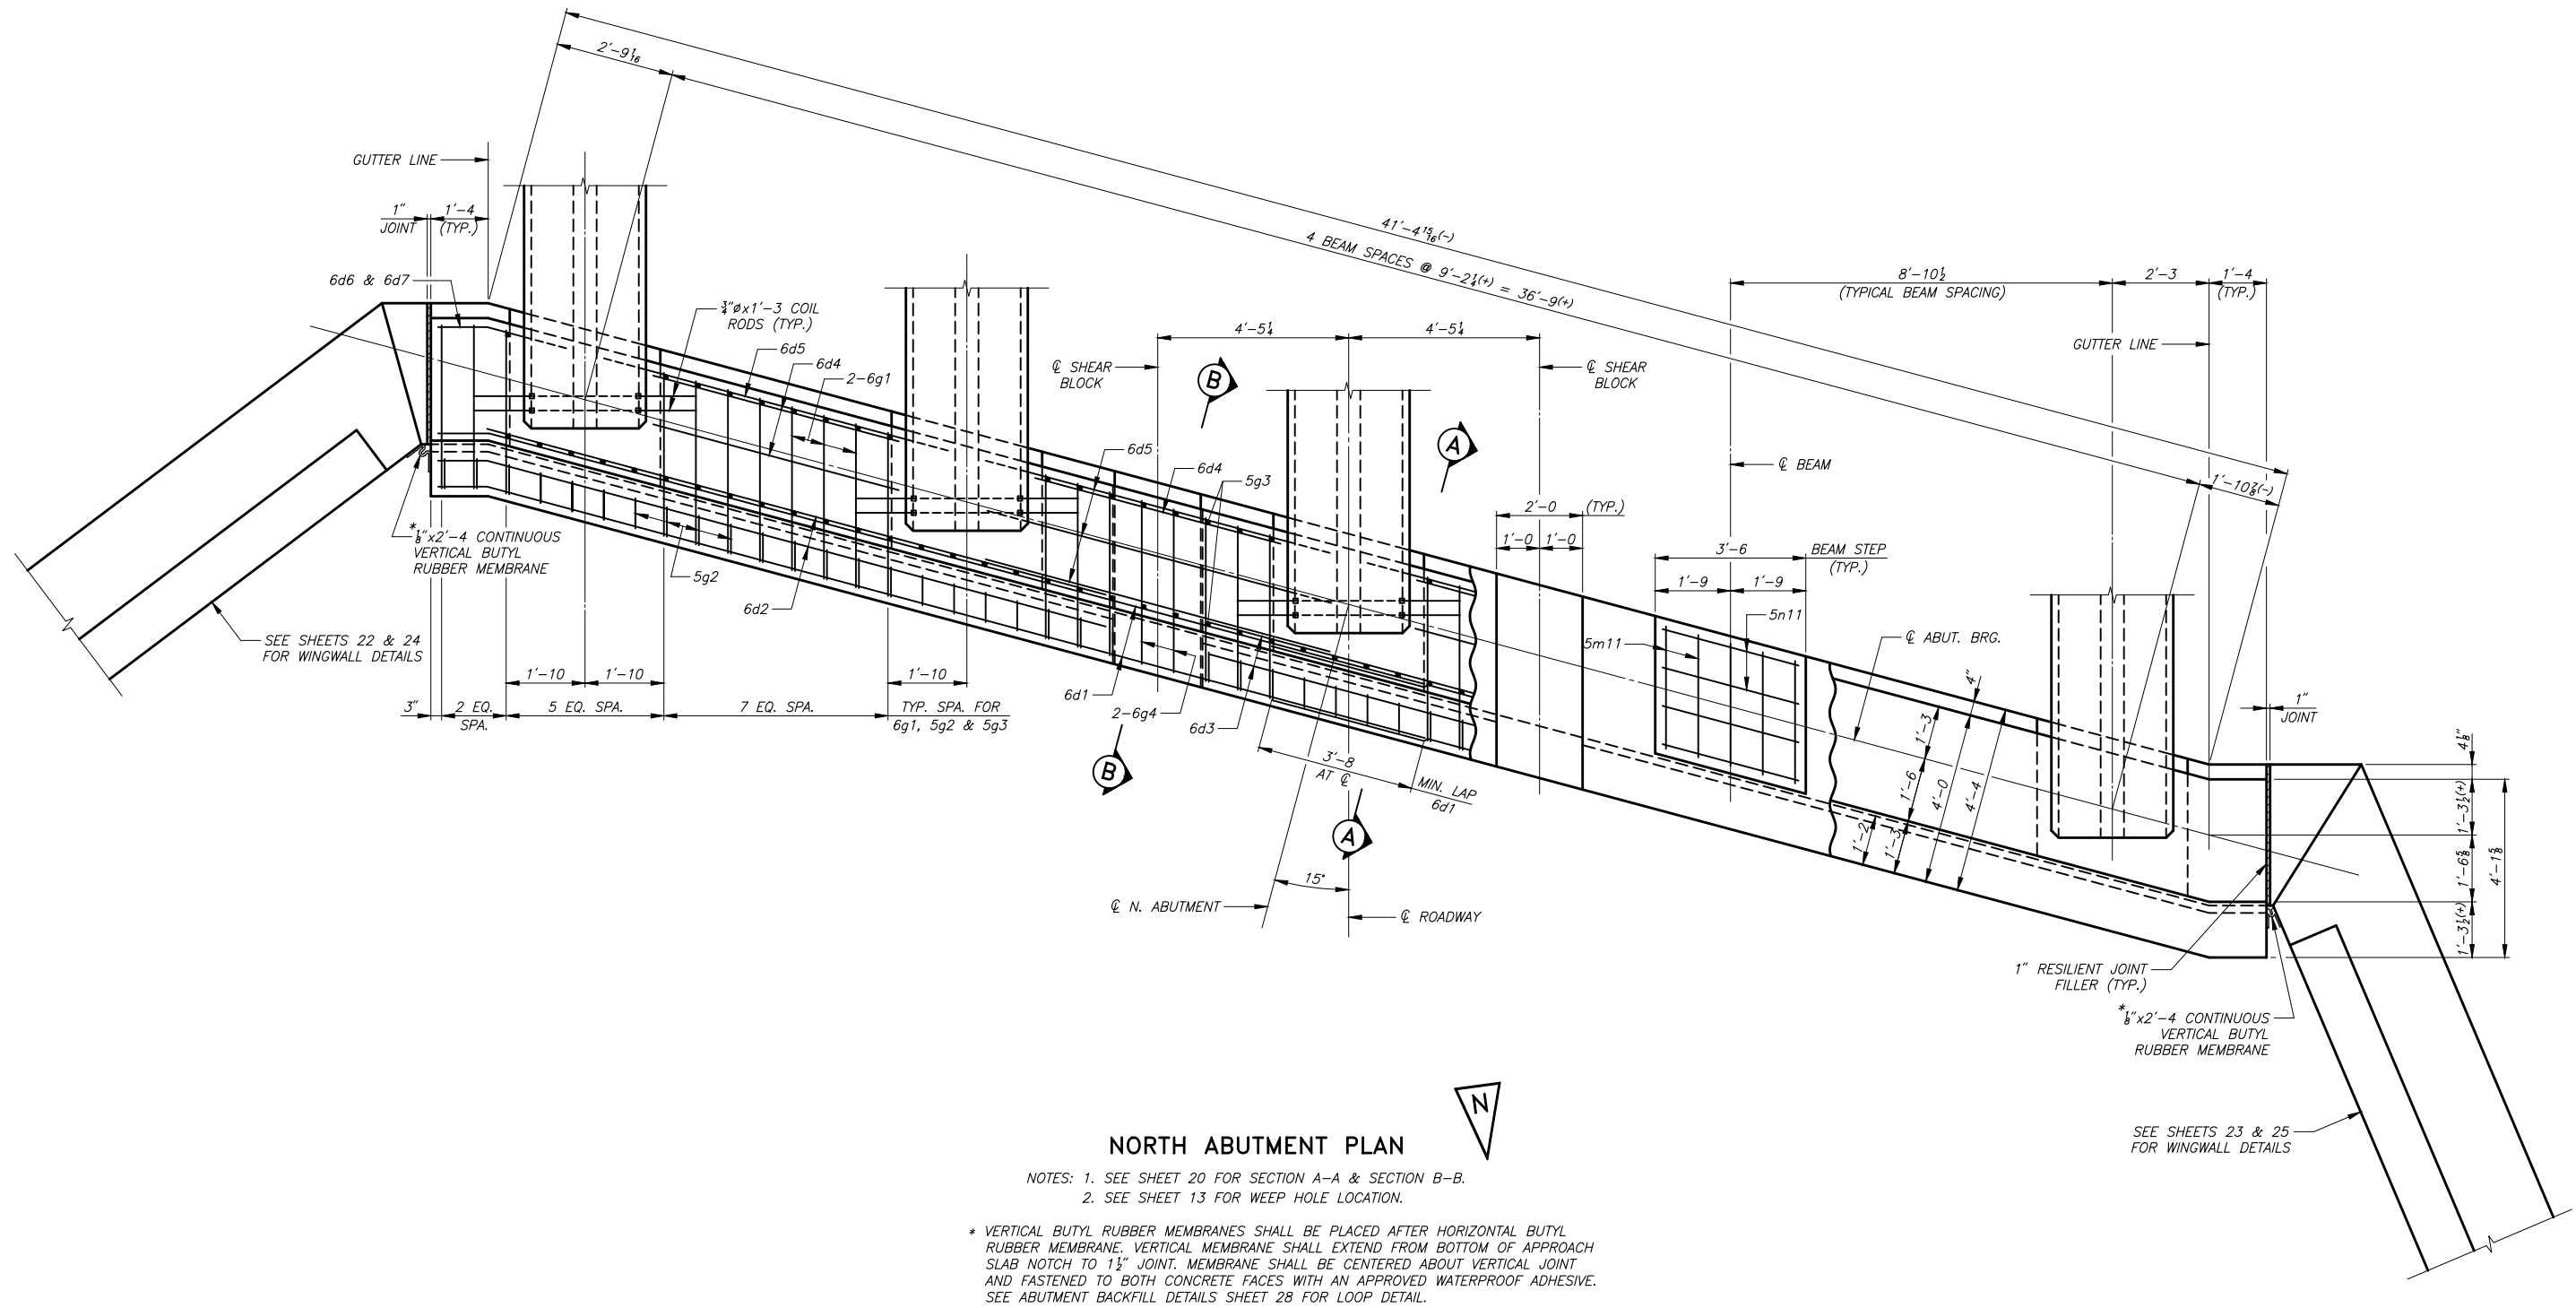 2'-9 1/16
41'-4 15/16(-)
4 BEAM SPACES @ 9'-2 1/4(+) = 36'-9(+)
GUTTER LINE
1" JOINT
1'-4
(TYP.)
6d6 & 6d7
3/4"øx1'-3 COIL
RODS (TYP.)
6d5
6d4
2-6g1
4'-5 1/4
4'-5 1/4
℄ SHEAR
BLOCK
℄ SHEAR
BLOCK
B
A
8'-10 1/2
(TYPICAL BEAM SPACING)
2'-3
1'-4
(TYP.)
GUTTER LINE
℄ BEAM
1'-10 7/8(-)
6d5
6d4
5g3
2'-0
(TYP.)
1'-0
1'-0
3'-6
BEAM STEP
(TYP.)
1'-9
1'-9
5n11
5m11
℄ ABUT. BRG.
* 1/8"x2'-4 CONTINUOUS
VERTICAL BUTYL
RUBBER MEMBRANE
5g2
6d2
SEE SHEETS 22 & 24
FOR WINGWALL DETAILS
1'-10
1'-10
1'-10
6d1
2-6g4
6d3
3"
2 EQ.
SPA.
5 EQ. SPA.
7 EQ. SPA.
TYP. SPA. FOR
6g1, 5g2 & 5g3
B
3'-8
AT ℄
MIN. LAP
6d1
A
15°
℄ N. ABUTMENT
℄ ROADWAY
4"
1'-3
1'-6
4'-0
4'-4
1'-2
1'-3
1"
JOINT
4 1/8"
1'-3 1/2(+)
1'-6 5/8
4'-1 5/8
1'-3 1/2(+)
1" RESILIENT JOINT
FILLER (TYP.)
* 1/8"x2'-4 CONTINUOUS
VERTICAL BUTYL
RUBBER MEMBRANE
SEE SHEETS 23 & 25
FOR WINGWALL DETAILS
N
NORTH ABUTMENT PLAN
NOTES: 1. SEE SHEET 20 FOR SECTION A-A & SECTION B-B.
2. SEE SHEET 13 FOR WEEP HOLE LOCATION.
* VERTICAL BUTYL RUBBER MEMBRANES SHALL BE PLACED AFTER HORIZONTAL BUTYL
RUBBER MEMBRANE. VERTICAL MEMBRANE SHALL EXTEND FROM BOTTOM OF APPROACH
SLAB NOTCH TO 1 1/2" JOINT. MEMBRANE SHALL BE CENTERED ABOUT VERTICAL JOINT
AND FASTENED TO BOTH CONCRETE FACES WITH AN APPROVED WATERPROOF ADHESIVE.
SEE ABUTMENT BACKFILL DETAILS SHEET 28 FOR LOOP DETAIL.